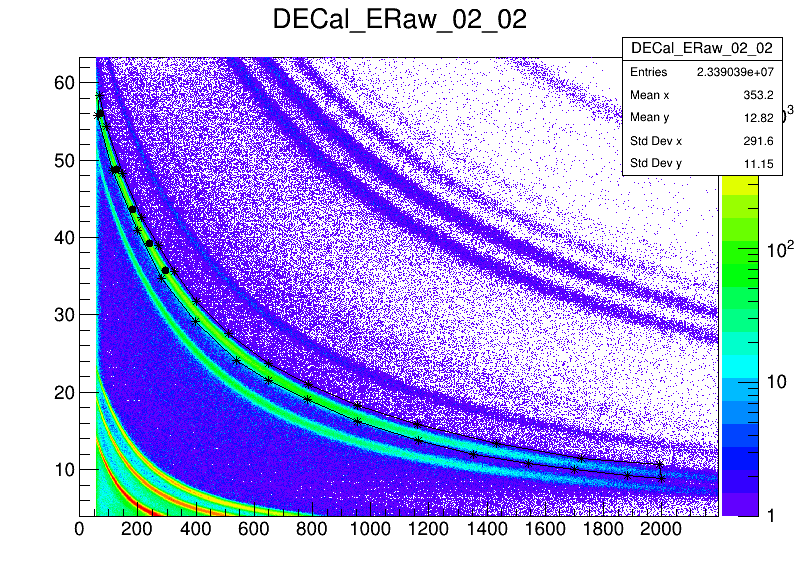 DECal_ERaw_02_02
DECal_ERaw_02_02
Entries 2.339039e+07
Mean x 353.2
Mean y 12.82
Std Dev x 291.6
Std Dev y 11.15
60
50
40
30
20
10
0 200 400 600 800 1000 1200 1400 1600 1800 2000
10²
10
1